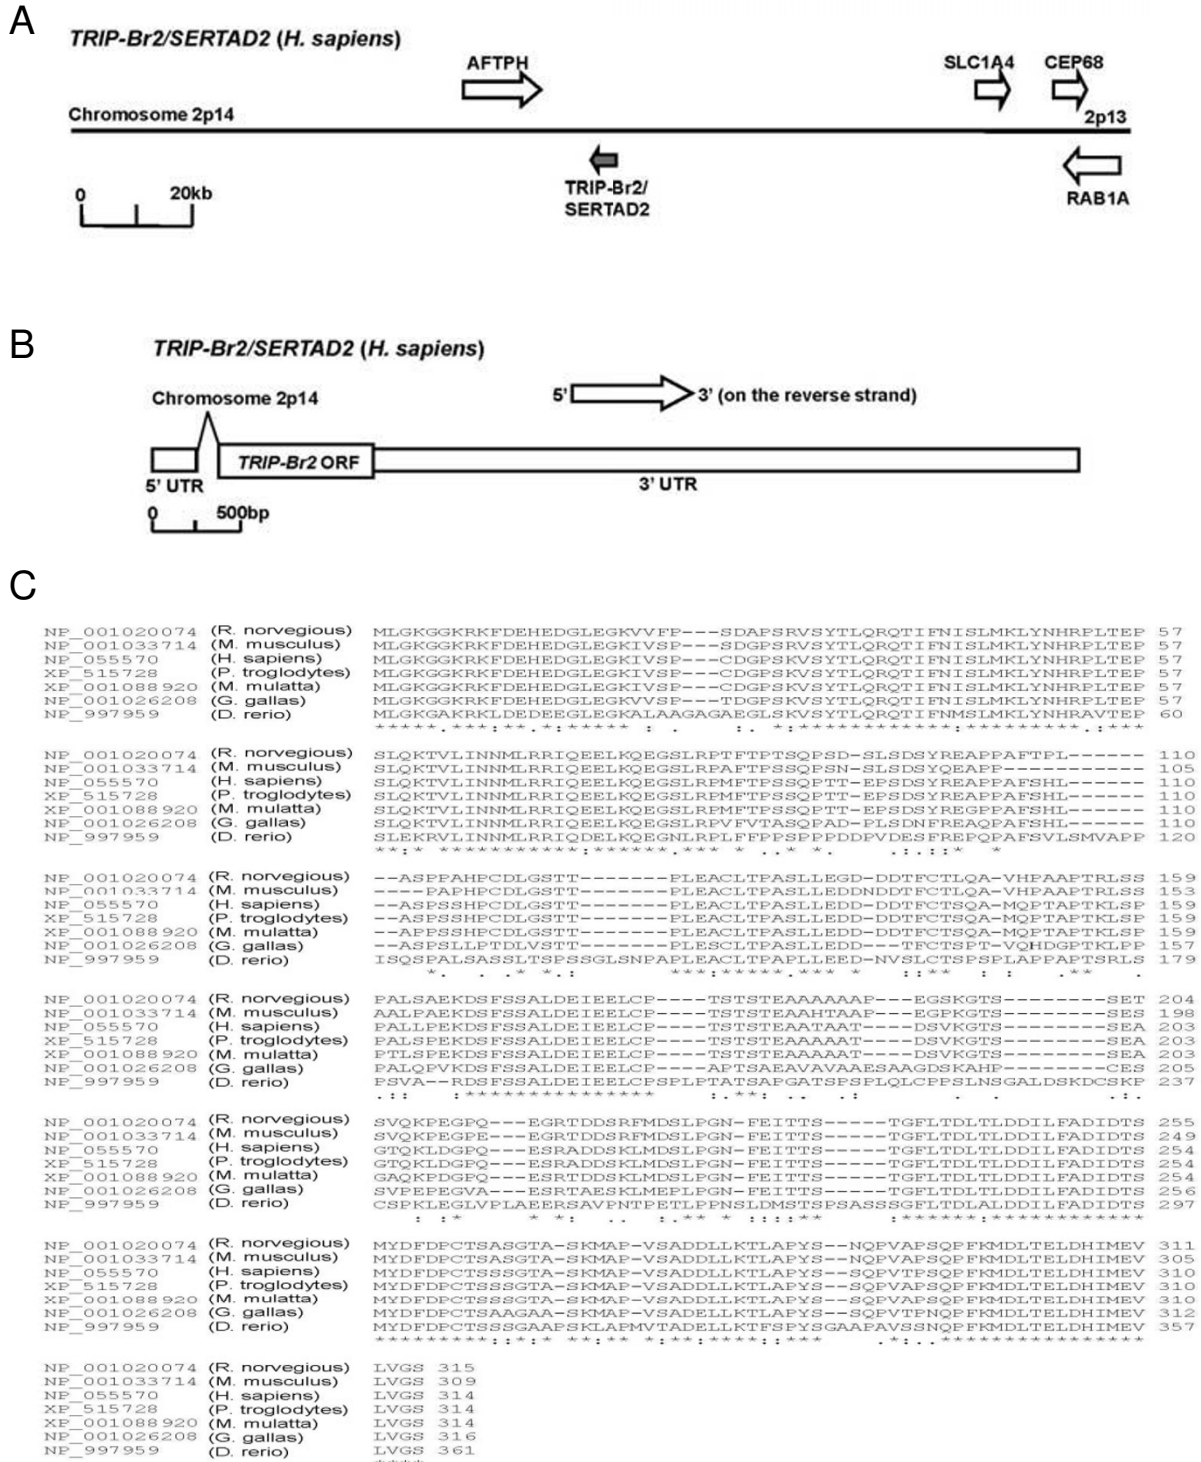 A
TRIP-Br2/SERTAD2 (H. sapiens)
AFTPH
SLC1A4 CEP68
Chromosome 2p14
2p13
0 20kb
TRIP-Br2/
SERTAD2
RAB1A
B
TRIP-Br2/SERTAD2 (H. sapiens)
Chromosome 2p14
5' 3' (on the reverse strand)
TRIP-Br2 ORF
5' UTR
3' UTR
0 500bp
C
NP_001020074 (R. norvegious) MLGKGGKRKFDEHEDGLEGKVVFP---SDAPSRVSYTLQRQTIFNISLMKLYNHRPLTEP 57
NP_001033714 (M. musculus) MLGKGGKRKFDEHEDGLEGKIVSP---SDGPSRVSYTLQRQTIFNISLMKLYNHRPLTEP 57
NP_055570 (H. sapiens) MLGKGGKRKFDEHEDGLEGKIVSP---CDGPSKVSYTLQRQTIFNISLMKLYNHRPLTEP 57
XP_515728 (P. troglodytes) MLGKGGKRKFDEHEDGLEGKIVSP---CDGPSKVSYTLQRQTIFNISLMKLYNHRPLTEP 57
XP_001088920 (M. mulatta) MLGKGGKRKFDEHEDGLEGKIVSP---CDGPSKVSYTLQRQTIFNISLMKLYNHRPLTEP 57
NP_001026208 (G. gallas) MLGKGGKRKFDEHEDGLEGKVVSP---TDGPSKVSYTLQRQTIFNISLMKLYNHRPLTEP 57
NP_997959 (D. rerio) MLGKGAKRKLDEDEEGLEGKALAAGAGAEGLSKVSYTLQRQTIFNMSLMKLYNHRAVTEP 60
NP_001020074 (R. norvegious) SLQKTVLINNMLRRIQEELKQEGSLRPTFTPTSQPSD-SLSDSYREAPPAFTPL------ 110
NP_001033714 (M. musculus) SLQKTVLINNMLRRIQEELKQEGSLRPAFTPSSQPSN-SLSDSYQEAPP----------- 105
NP_055570 (H. sapiens) SLQKTVLINNMLRRIQEELKQEGSLRPMFTPSSQPTT-EPSDSYREAPPAFSHL------ 110
XP_515728 (P. troglodytes) SLQKTVLINNMLRRIQEELKQEGSLRPMFTPSSQPTT-EPSDSYREAPPAFSHL------ 110
XP_001088920 (M. mulatta) SLQKTVLINNMLRRIQEELKQEGSLRPMFTPSSQPTT-EPSDSYREGPPAFSHL------ 110
NP_001026208 (G. gallas) SLQKTVLINNMLRRIQEELKQEGSLRPVFVTASQPAD-PLSDNFREAQPAFSHL------ 110
NP_997959 (D. rerio) SLEKRVLINNMLRRIQDELKQEGNLRPLFFPPSPPPDDPVDESFREPQPAFSVLSMVAPP 120
NP_001020074 (R. norvegious) --ASPPAHPCDLGSTT-------PLEACLTPASLLEGD-DDTFCTLQA-VHPAAPTRLSS 159
NP_001033714 (M. musculus) ----PAPHPCDLGSTT-------PLEACLTPASLLEDDNDDTFCTLQA-VHPAAPTRLSS 153
NP_055570 (H. sapiens) --ASPSSHPCDLGSTT-------PLEACLTPASLLEDD-DDTFCTSQA-MQPTAPTKLSP 159
XP_515728 (P. troglodytes) --ASPSSHPCDLGSTT-------PLEACLTPASLLEDD-DDTFCTSQA-MQPTAPTKLSP 159
XP_001088920 (M. mulatta) --APPSSHPCDLGSTT-------PLEACLTPASLLEDD-DDTFCTSQA-MQPTAPTKLSP 159
NP_001026208 (G. gallas) --ASPSLLPTDLVSTT-------PLESCLTPASLLEDD---TFCTSPT-VQHDGPTKLPP 157
NP_997959 (D. rerio) ISQSPALSASSLTSPSSGLSNPAPLEACLTPAPLLEED-NVSLCTSPSPLAPPAPTSRLS 179
NP_001020074 (R. norvegious) PALSAEKDSFSSALDEIEELCP----TSTSTEAAAAAAP---EGSKGTS--------SET 204
NP_001033714 (M. musculus) AALPAEKDSFSSALDEIEELCP----TSTSTEAAHTAAP---EGPKGTS--------SES 198
NP_055570 (H. sapiens) PALLPEKDSFSSALDEIEELCP----TSTSTEAATAAT----DSVKGTS--------SEA 203
XP_515728 (P. troglodytes) PALSPEKDSFSSALDEIEELCP----TSTSTEAAAAAT----DSVKGTS--------SEA 203
XP_001088920 (M. mulatta) PTLSPEKDSFSSALDEIEELCP----TSTSTEAAAAAT----DSVKGTS--------SEA 203
NP_001026208 (G. gallas) PALQPVKDSFSSALDEIEELCP----APTSAEAVAVAAESAAGDSKAHP--------CES 205
NP_997959 (D. rerio) PSVA--RDSFSSALDEIEELCPSPLPTATSAPGATSPSPLQLCPPSLNSGALDSKDCSKP 237
NP_001020074 (R. norvegious) SVQKPEGPQ---EGRTDDSRFMDSLPGN-FEITTS-----TGFLTDLTLDDILFADIDTS 255
NP_001033714 (M. musculus) SVQKPEGPE---EGRTDDSRFMDSLPGN-FEITTS-----TGFLTDLTLDDILFADIDTS 249
NP_055570 (H. sapiens) GTQKLDGPQ---ESRADDSKLMDSLPGN-FEITTS-----TGFLTDLTLDDILFADIDTS 254
XP_515728 (P. troglodytes) GTQKLDGPQ---ESRADDSKLMDSLPGN-FEITTS-----TGFLTDLTLDDILFADIDTS 254
XP_001088920 (M. mulatta) GAQKPDGPQ---ESRTDDSKLMDSLPGN-FEITTS-----TGFLTDLTLDDILFADIDTS 254
NP_001026208 (G. gallas) SVPEPEGVA---ESRTAESKLMEPLPGN-FEITTS-----TGFLTDLTLDDILFADIDTS 256
NP_997959 (D. rerio) CSPKLEGLVPLAEERSAVPNTPETLPPNSLDMSTSPSASSSGFLTDLALDDILFADIDTS 297
NP_001020074 (R. norvegious) MYDFDPCTSASGTA-SKMAP-VSADDLLKTLAPYS--NQPVAPSQPFKMDLTELDHIMEV 311
NP_001033714 (M. musculus) MYDFDPCTSASGTA-SKMAP-VSADDLLKTLAPYS--SQPVAPSQPFKMDLTELDHIMEV 305
NP_055570 (H. sapiens) MYDFDPCTSSSGTA-SKMAP-VSADDLLKTLAPYS--SQPVTPSQPFKMDLTELDHIMEV 310
XP_515728 (P. troglodytes) MYDFDPCTSSSGTA-SKMAP-VSADDLLKTLAPYS--SQPVTPSQPFKMDLTELDHIMEV 310
XP_001088920 (M. mulatta) MYDFDPCTSSSGTA-SKMAP-VSADDLLKTLAPYS--SQPVAPSQPFKMDLTELDHIMEV 310
NP_001026208 (G. gallas) MYDFDPCTSAAGAA-SKMAP-VSADELLKTLAPYS--SQPVTPNQPFKMDLTELDHIMEV 312
NP_997959 (D. rerio) MYDFDPCTSSSGAAPSKLAPMVTADELLKTFSPYSGAAPAVSSNQPFKMDLTELDHIMEV 357
NP_001020074 (R. norvegious) LVGS 315
NP_001033714 (M. musculus) LVGS 309
NP_055570 (H. sapiens) LVGS 314
XP_515728 (P. troglodytes) LVGS 314
XP_001088920 (M. mulatta) LVGS 314
NP_001026208 (G. gallas) LVGS 316
NP_997959 (D. rerio) LVGS 361